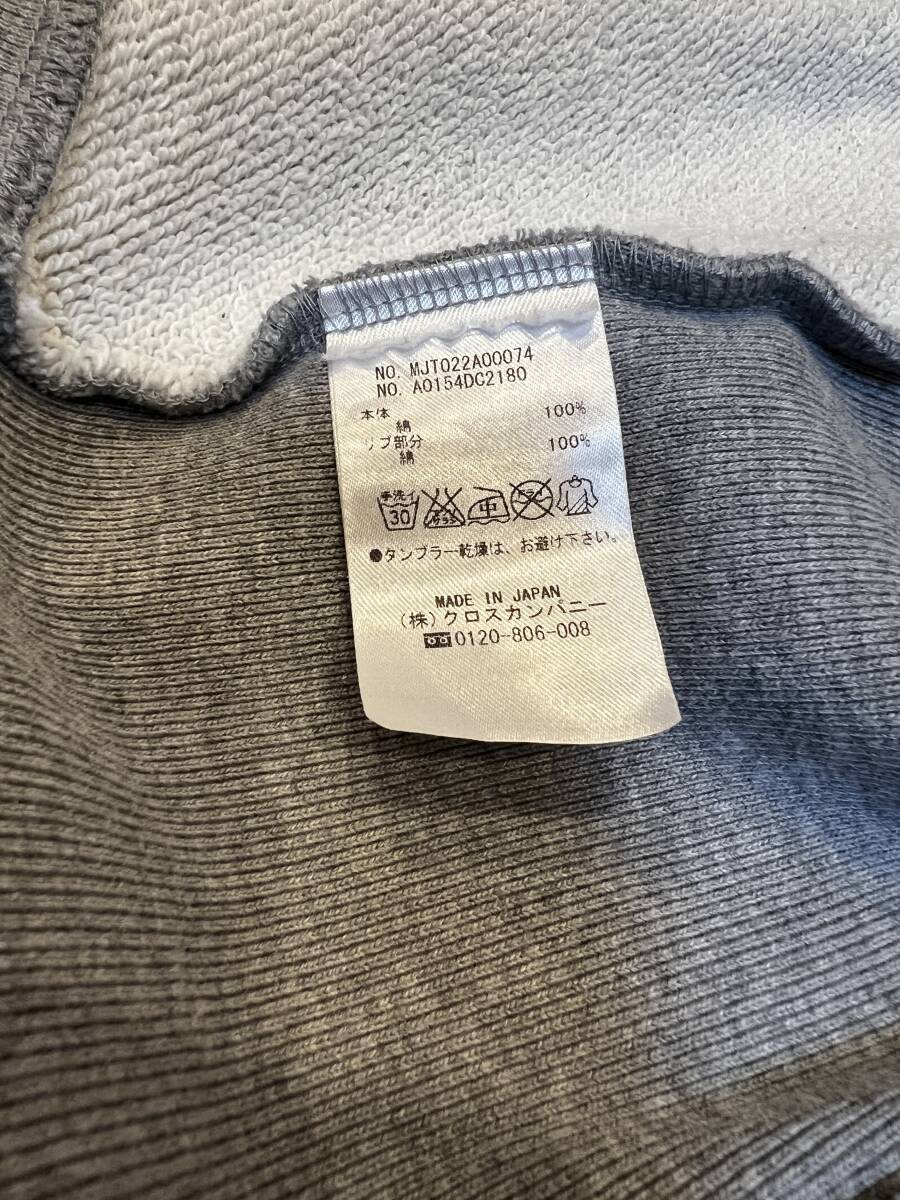 NO. MJT022A00074
NO. A0154DC2180
本体 100%
綿
リブ部分 100%
綿
手洗イ 30 中
●タンブラー乾燥は、お避け下さい。
MADE IN JAPAN
(株)クロスカンパニー
0120-806-008